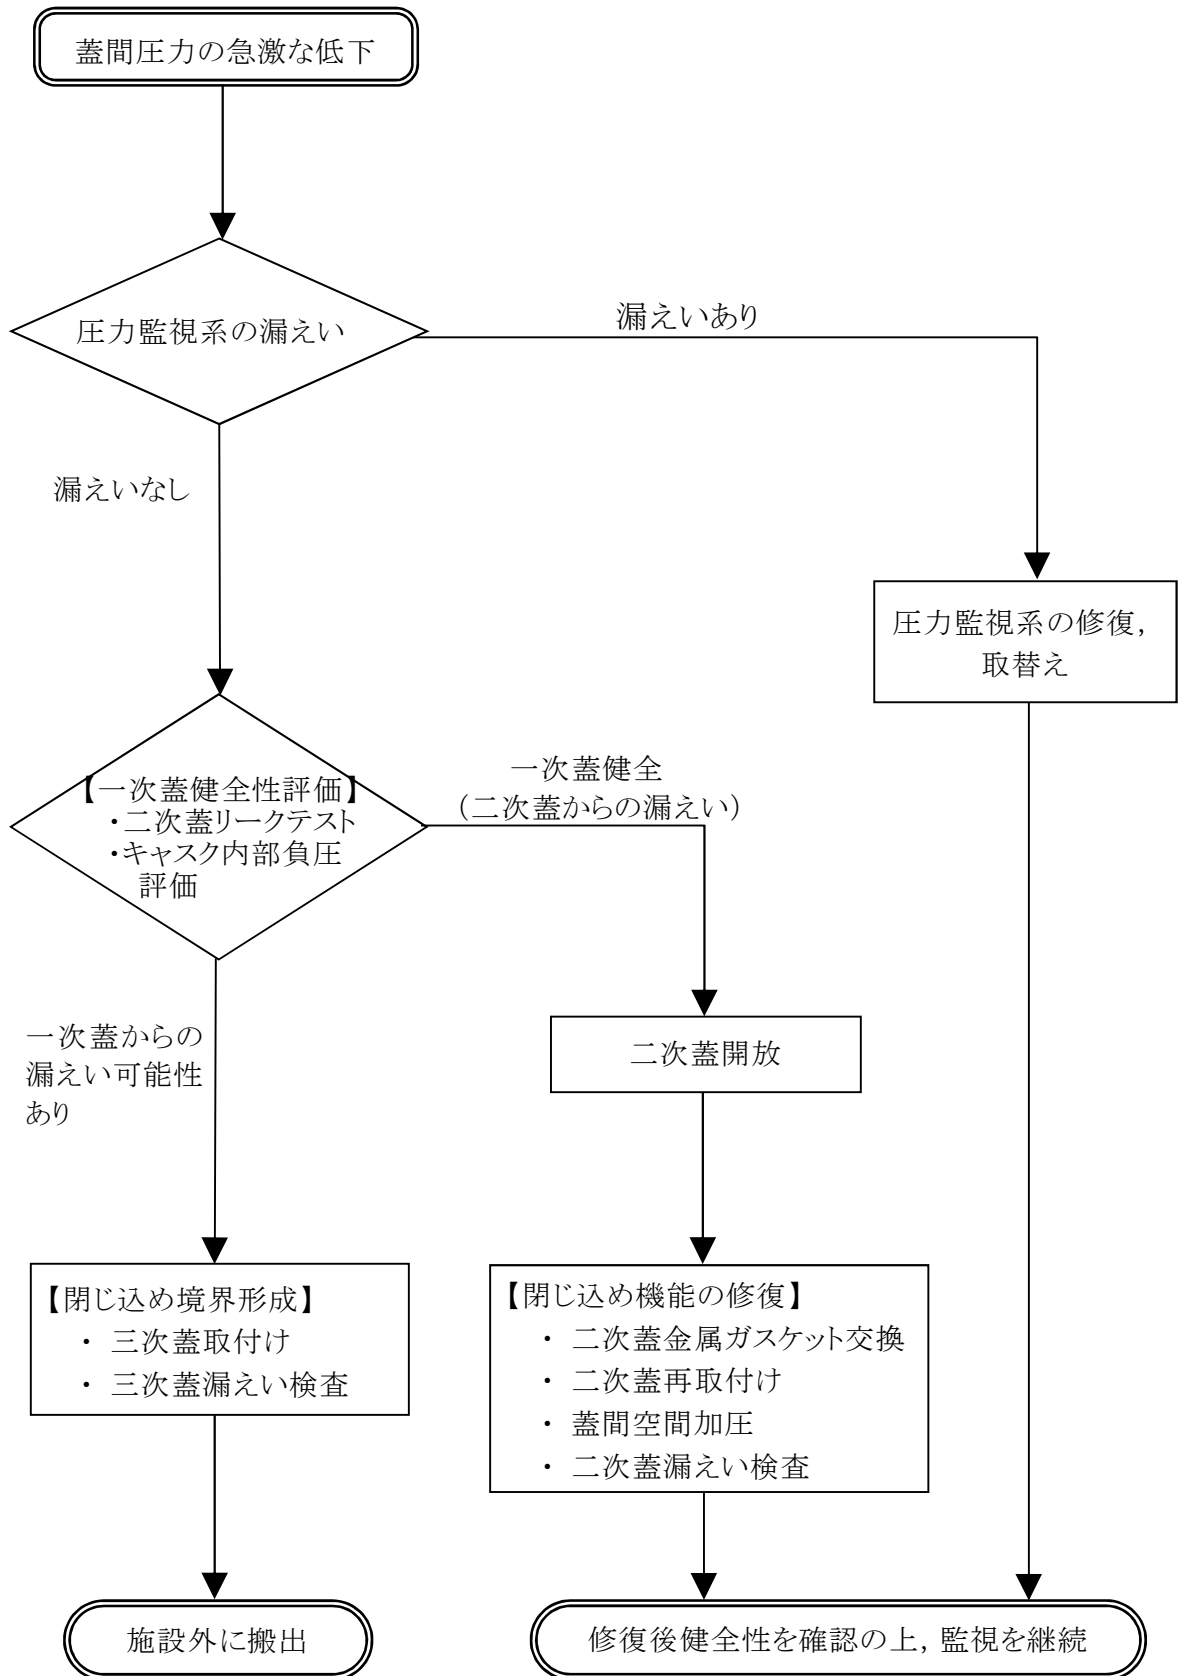 蓋間圧力の急激な低下
圧力監視系の漏えい
漏えいあり
漏えいなし
圧力監視系の修復,
取替え
【一次蓋健全性評価】
・二次蓋リークテスト
・キャスク内部負圧
評価
一次蓋健全
(二次蓋からの漏えい)
一次蓋からの
漏えい可能性
あり
二次蓋開放
【閉じ込め境界形成】
・ 三次蓋取付け
・ 三次蓋漏えい検査
【閉じ込め機能の修復】
・ 二次蓋金属ガスケット交換
・ 二次蓋再取付け
・ 蓋間空間加圧
・ 二次蓋漏えい検査
施設外に搬出
修復後健全性を確認の上, 監視を継続